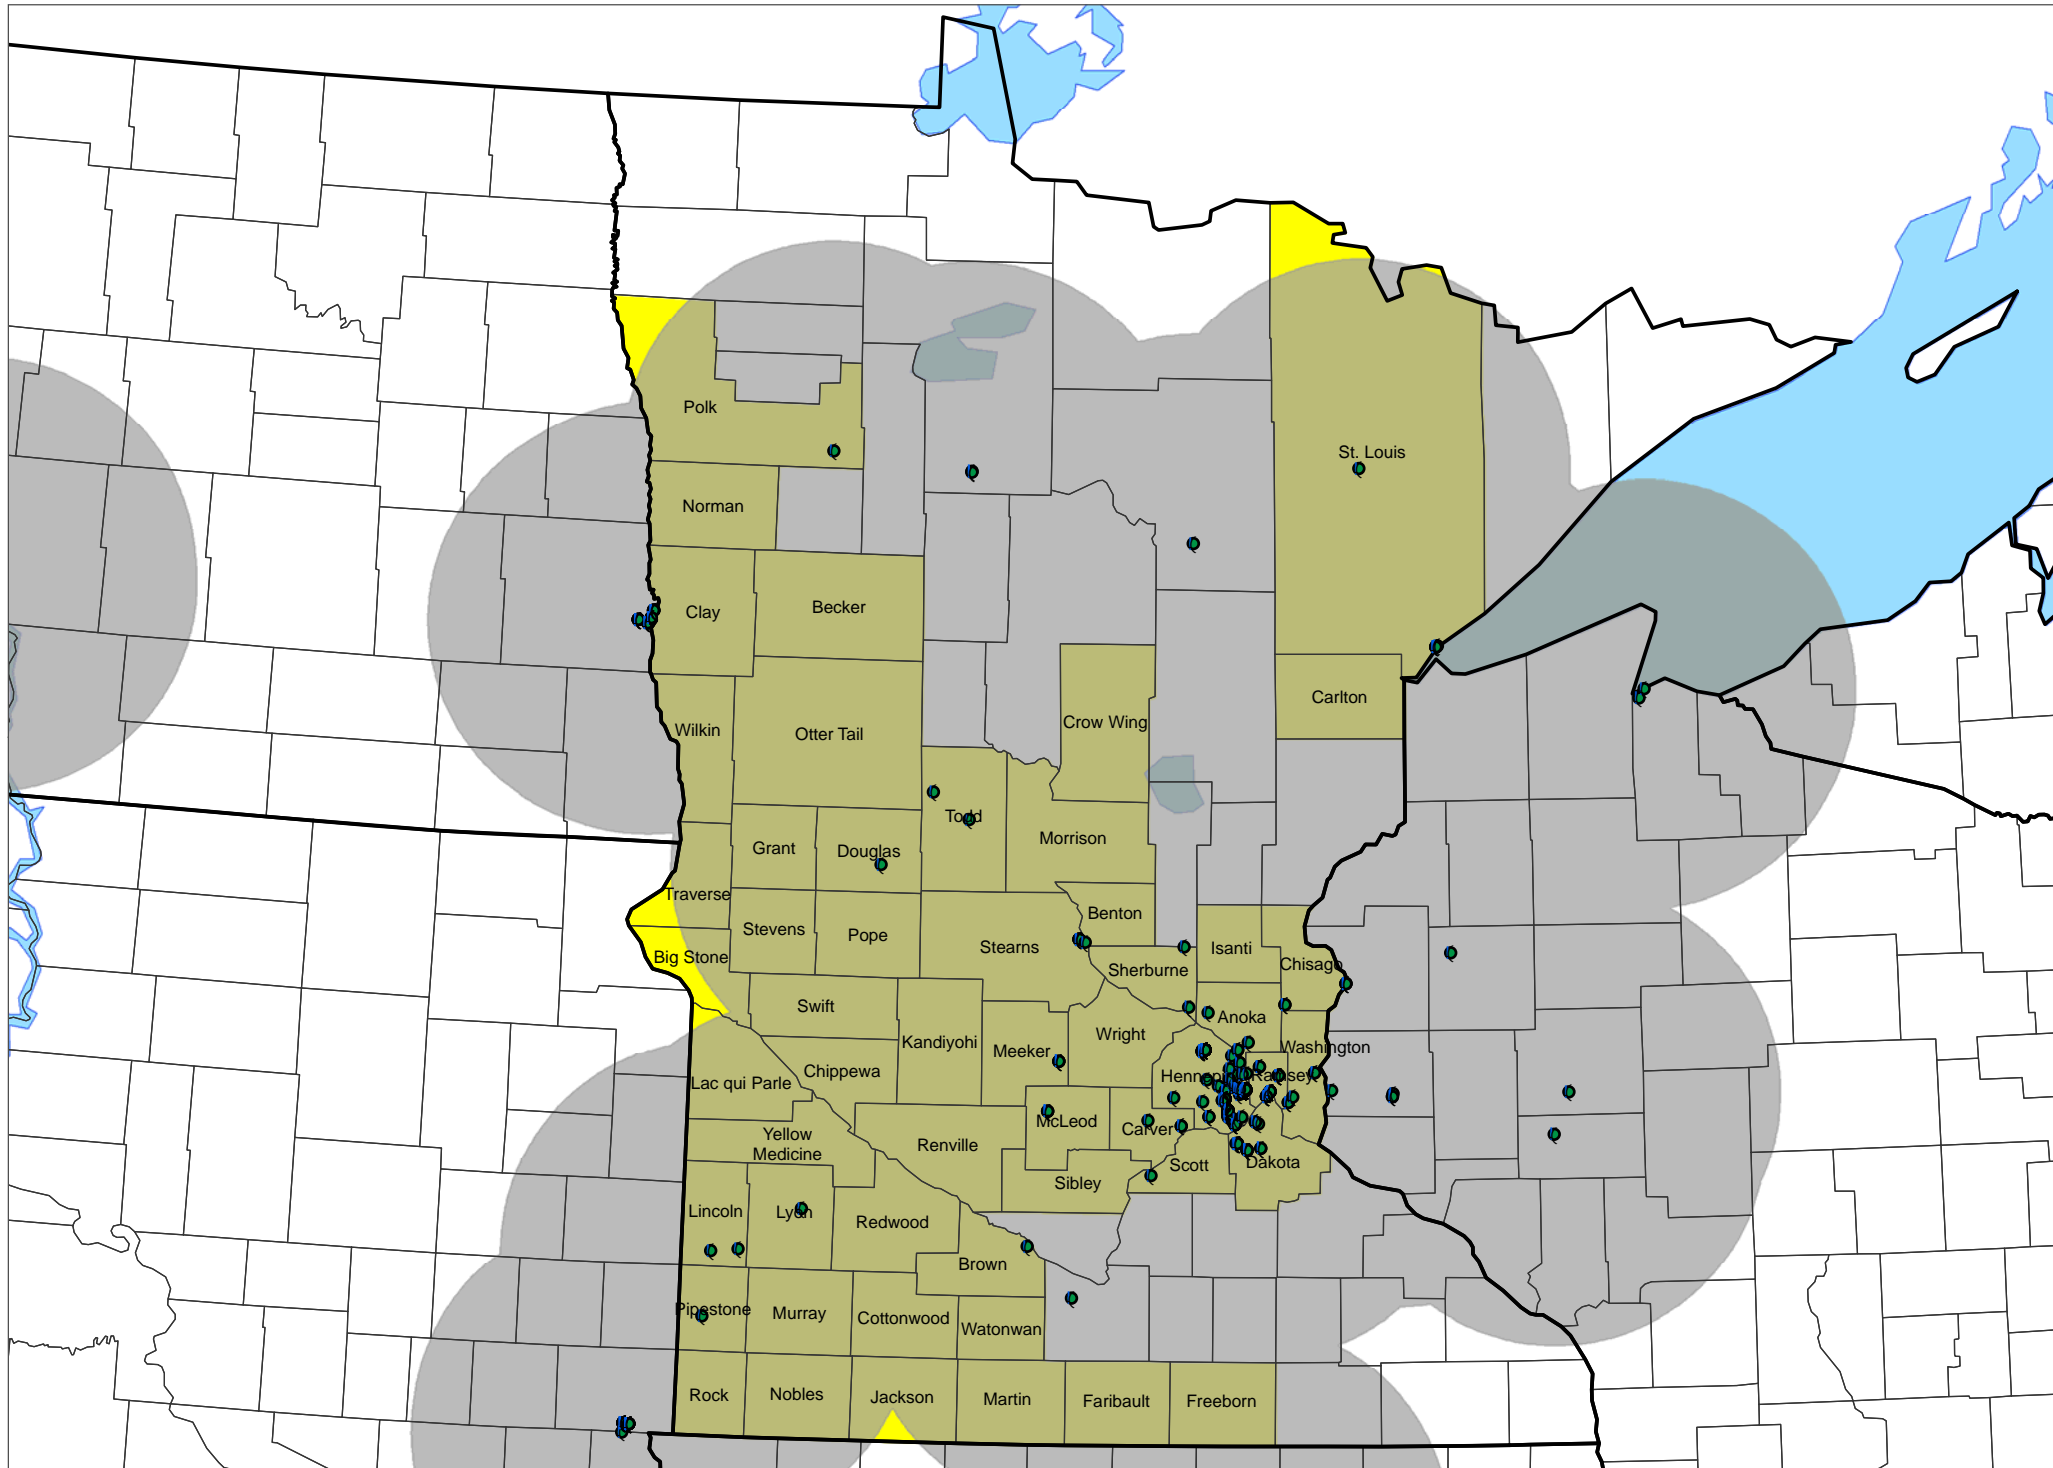 Polk
St. Louis
Norman
Clay
Becker
Carlton
Wilkin
Otter Tail
Crow Wing
Todd
Morrison
Grant
Douglas
Traverse
Stevens
Pope
Stearns
Benton
Isanti
Big Stone
Sherburne
Chisago
Swift
Anoka
Kandiyohi
Meeker
Wright
Washington
Lac qui Parle
Chippewa
Hennepin
Ramsey
McLeod
Carver
Yellow
Medicine
Renville
Scott
Dakota
Sibley
Lincoln
Lyon
Redwood
Brown
Pipestone
Murray
Cottonwood
Watonwan
Rock
Nobles
Jackson
Martin
Faribault
Freeborn